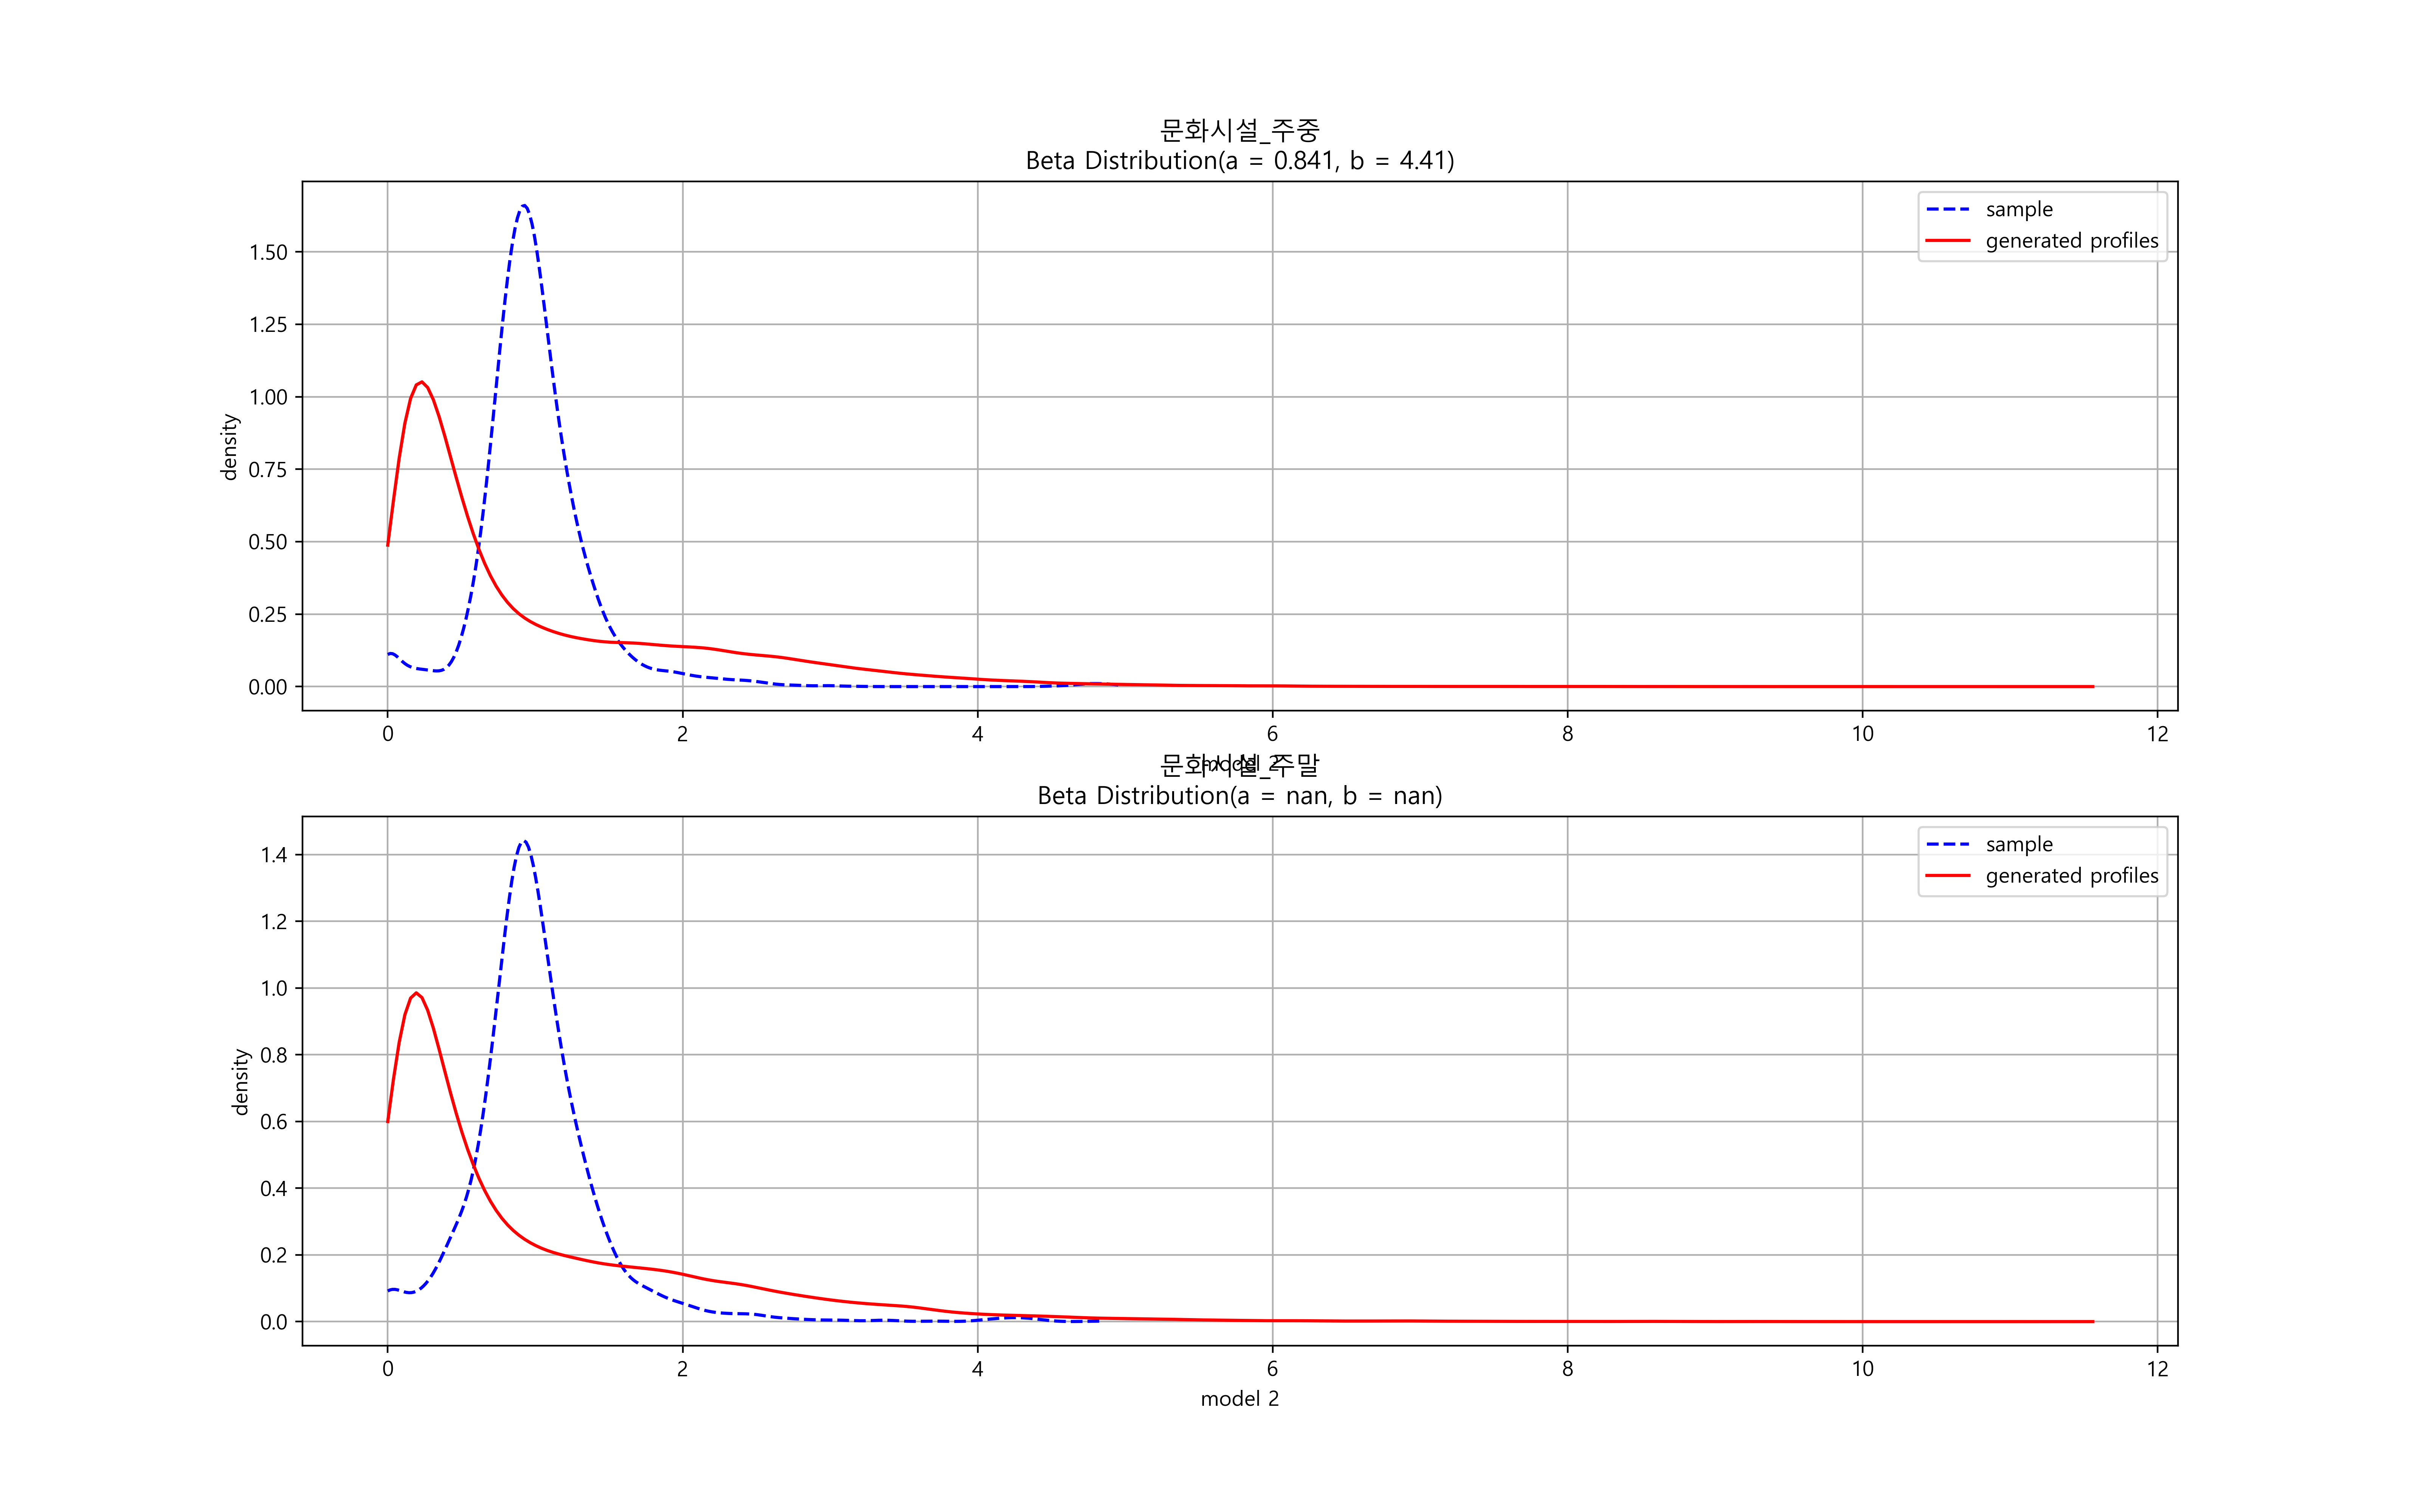 문화시설_주중
Beta Distribution(a = 0.841, b = 4.41)
sample
generated profiles
density
1.50
1.25
1.00
0.75
0.50
0.25
0.00
0 2 4 6 8 10 12
model 2
문화시설_주말
Beta Distribution(a = nan, b = nan)
sample
generated profiles
density
1.4
1.2
1.0
0.8
0.6
0.4
0.2
0.0
0 2 4 6 8 10 12
model 2